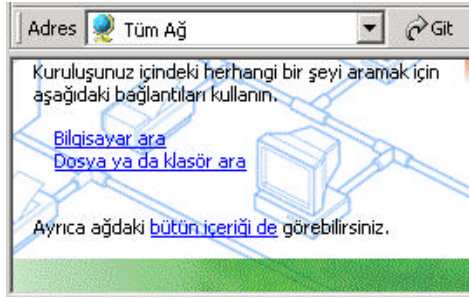 Adres Tüm Ağ Git
Kuruluşunuz içindeki herhangi bir şeyi aramak için
aşağıdaki bağlantıları kullanın.
Bilgisayar ara
Dosya ya da klasör ara
Ayrıca ağdaki bütün içeriği de görebilirsiniz.